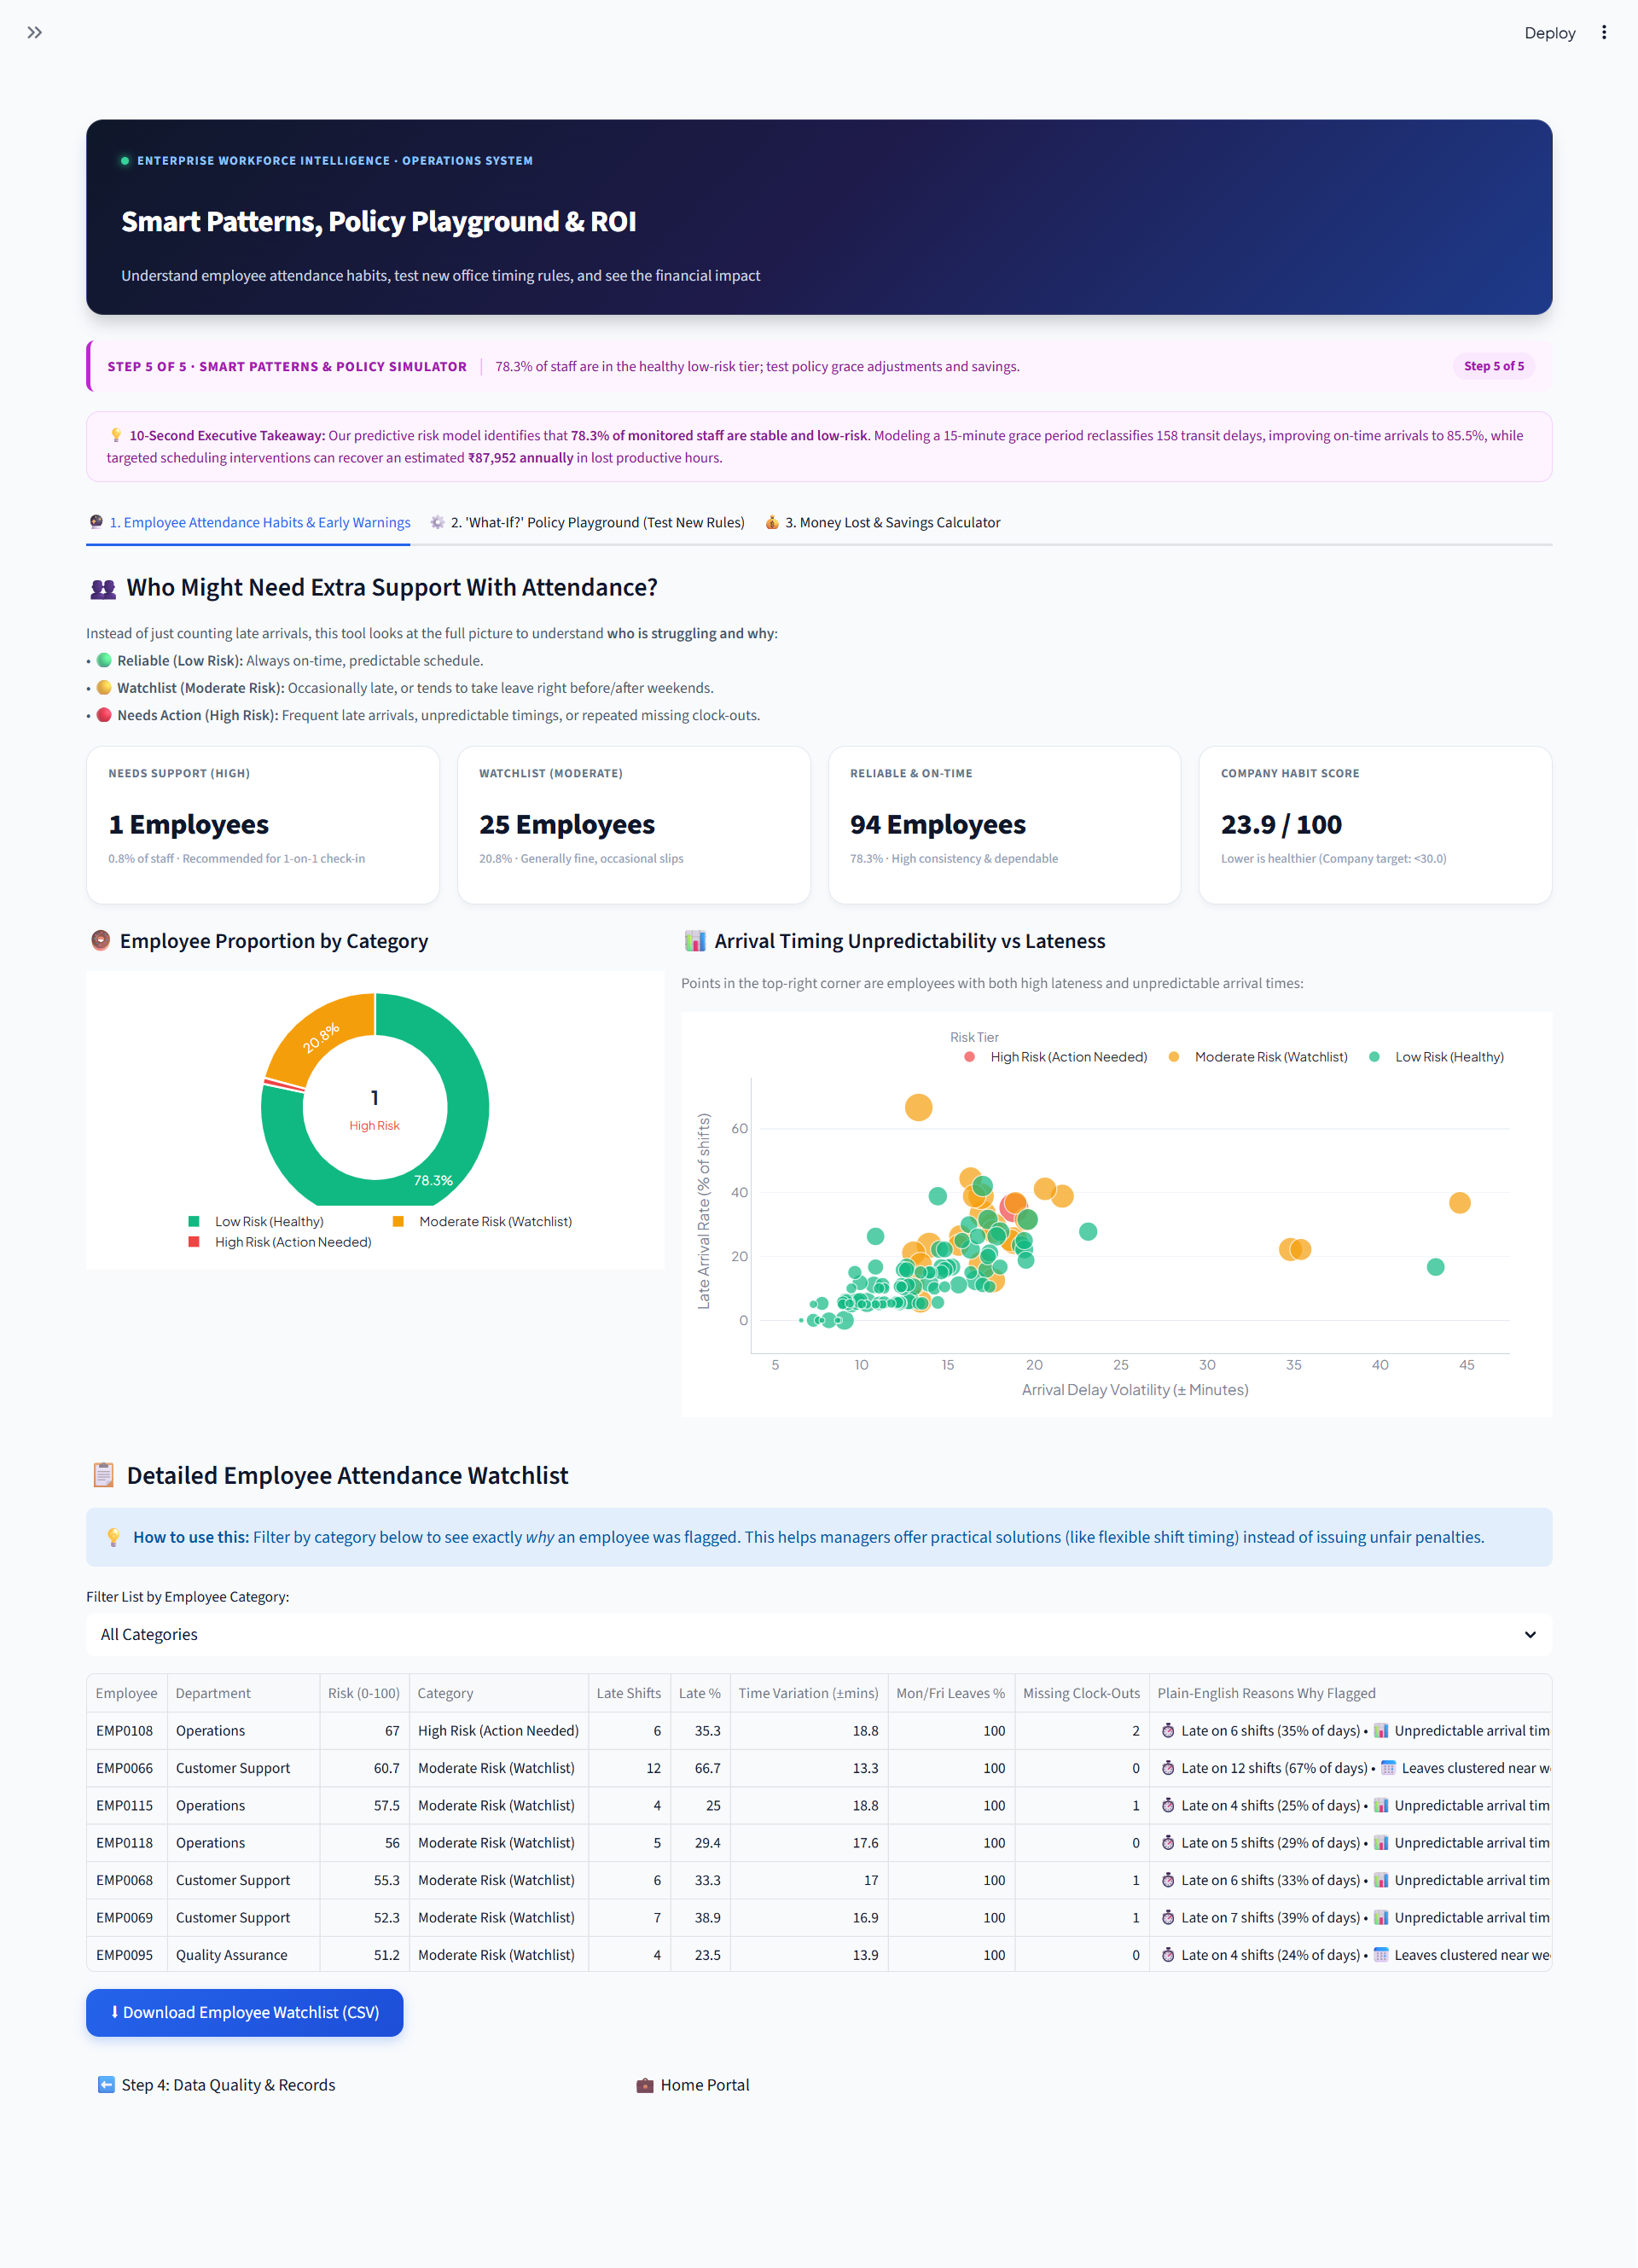 Deploy
ENTERPRISE WORKFORCE INTELLIGENCE · OPERATIONS SYSTEM
Smart Patterns, Policy Playground & ROI
Understand employee attendance habits, test new office timing rules, and see the financial impact
STEP 5 OF 5 · SMART PATTERNS & POLICY SIMULATOR | 78.3% of staff are in the healthy low-risk tier; test policy grace adjustments and savings. Step 5 of 5
💡 10-Second Executive Takeaway: Our predictive risk model identifies that 78.3% of monitored staff are stable and low-risk. Modeling a 15-minute grace period reclassifies 158 transit delays, improving on-time arrivals to 85.5%, while
targeted scheduling interventions can recover an estimated ₹87,952 annually in lost productive hours.
1. Employee Attendance Habits & Early Warnings 2. 'What-If?' Policy Playground (Test New Rules) 3. Money Lost & Savings Calculator
Who Might Need Extra Support With Attendance?
Instead of just counting late arrivals, this tool looks at the full picture to understand who is struggling and why:
• Reliable (Low Risk): Always on-time, predictable schedule.
• Watchlist (Moderate Risk): Occasionally late, or tends to take leave right before/after weekends.
• Needs Action (High Risk): Frequent late arrivals, unpredictable timings, or repeated missing clock-outs.
NEEDS SUPPORT (HIGH)
1 Employees
0.8% of staff · Recommended for 1-on-1 check-in
WATCHLIST (MODERATE)
25 Employees
20.8% · Generally fine, occasional slips
RELIABLE & ON-TIME
94 Employees
78.3% · High consistency & dependable
COMPANY HABIT SCORE
23.9 / 100
Lower is healthier (Company target: <30.0)
Employee Proportion by Category
20.8%
1
High Risk
78.3%
Low Risk (Healthy) Moderate Risk (Watchlist)
High Risk (Action Needed)
Arrival Timing Unpredictability vs Lateness
Points in the top-right corner are employees with both high lateness and unpredictable arrival times:
Risk Tier
High Risk (Action Needed) Moderate Risk (Watchlist) Low Risk (Healthy)
Late Arrival Rate (% of shifts)
60
40
20
0
5 10 15 20 25 30 35 40 45
Arrival Delay Volatility (± Minutes)
Detailed Employee Attendance Watchlist
How to use this: Filter by category below to see exactly why an employee was flagged. This helps managers offer practical solutions (like flexible shift timing) instead of issuing unfair penalties.
Filter List by Employee Category:
All Categories
Employee Department Risk (0-100) Category Late Shifts Late % Time Variation (±mins) Mon/Fri Leaves % Missing Clock-Outs Plain-English Reasons Why Flagged
EMP0108 Operations 67 High Risk (Action Needed) 6 35.3 18.8 100 2 Late on 6 shifts (35% of days) • Unpredictable arrival tim
EMP0066 Customer Support 60.7 Moderate Risk (Watchlist) 12 66.7 13.3 100 0 Late on 12 shifts (67% of days) • Leaves clustered near w
EMP0115 Operations 57.5 Moderate Risk (Watchlist) 4 25 18.8 100 1 Late on 4 shifts (25% of days) • Unpredictable arrival tim
EMP0118 Operations 56 Moderate Risk (Watchlist) 5 29.4 17.6 100 0 Late on 5 shifts (29% of days) • Unpredictable arrival tim
EMP0068 Customer Support 55.3 Moderate Risk (Watchlist) 6 33.3 17 100 1 Late on 6 shifts (33% of days) • Unpredictable arrival tim
EMP0069 Customer Support 52.3 Moderate Risk (Watchlist) 7 38.9 16.9 100 1 Late on 7 shifts (39% of days) • Unpredictable arrival tim
EMP0095 Quality Assurance 51.2 Moderate Risk (Watchlist) 4 23.5 13.9 100 0 Late on 4 shifts (24% of days) • Leaves clustered near we
Download Employee Watchlist (CSV)
Step 4: Data Quality & Records Home Portal